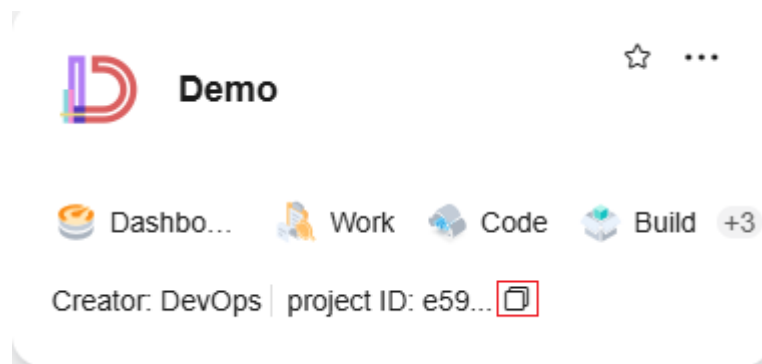 Demo
Dashbo... Work Code Build +3
Creator: DevOps project ID: e59...